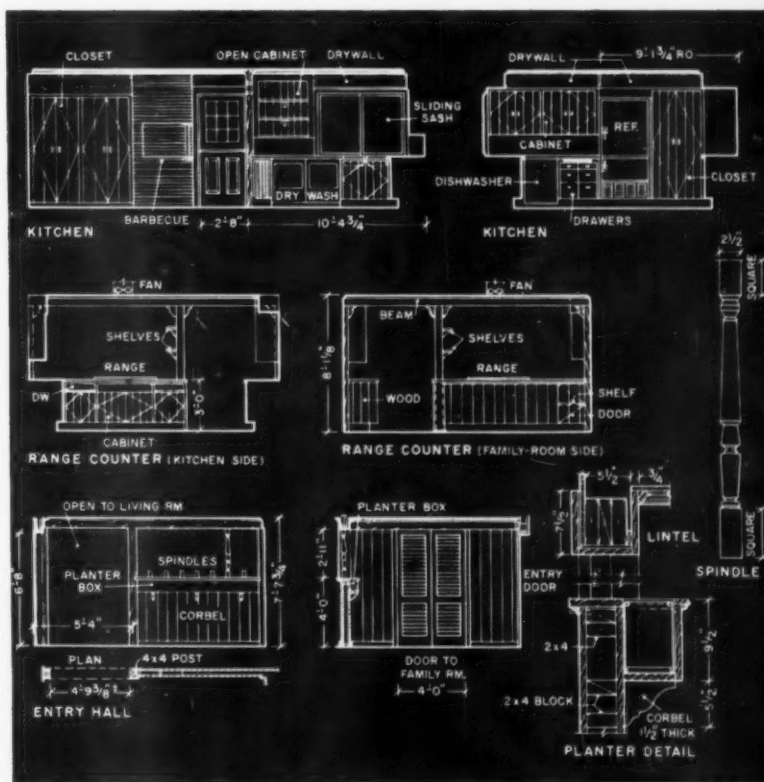 CLOSET
OPEN CABINET
DRYWALL
SLIDING
SASH
DRY
WASH
BARBECUE
2'-8"
10'-4 3/4"
KITCHEN
DRYWALL
9'-1 3/4" R.O.
REF.
CABINET
DISHWASHER
CLOSET
DRAWERS
KITCHEN
FAN
SHELVES
RANGE
DW
3'-0"
CABINET
RANGE COUNTER (KITCHEN SIDE)
FAN
BEAM
SHELVES
8'-1 1/8"
RANGE
WOOD
SHELF
DOOR
RANGE COUNTER (FAMILY-ROOM SIDE)
2 1/2"
SQUARE
SQUARE
SPINDLE
OPEN TO LIVING RM
SPINDLES
PLANTER
BOX
CORBEL
6'-8"
7'-7 3/4"
5'-4"
PLAN
4x4 POST
4'-9 3/8"±
ENTRY HALL
PLANTER BOX
2'-11"
4'-0"
DOOR TO
FAMILY RM.
4'-0"
5 1/2"
3/4"
7 1/2"
LINTEL
ENTRY
DOOR
2x4
9 1/2"
2x4 BLOCK
CORBEL
1 1/2" THICK
PLANTER DETAIL